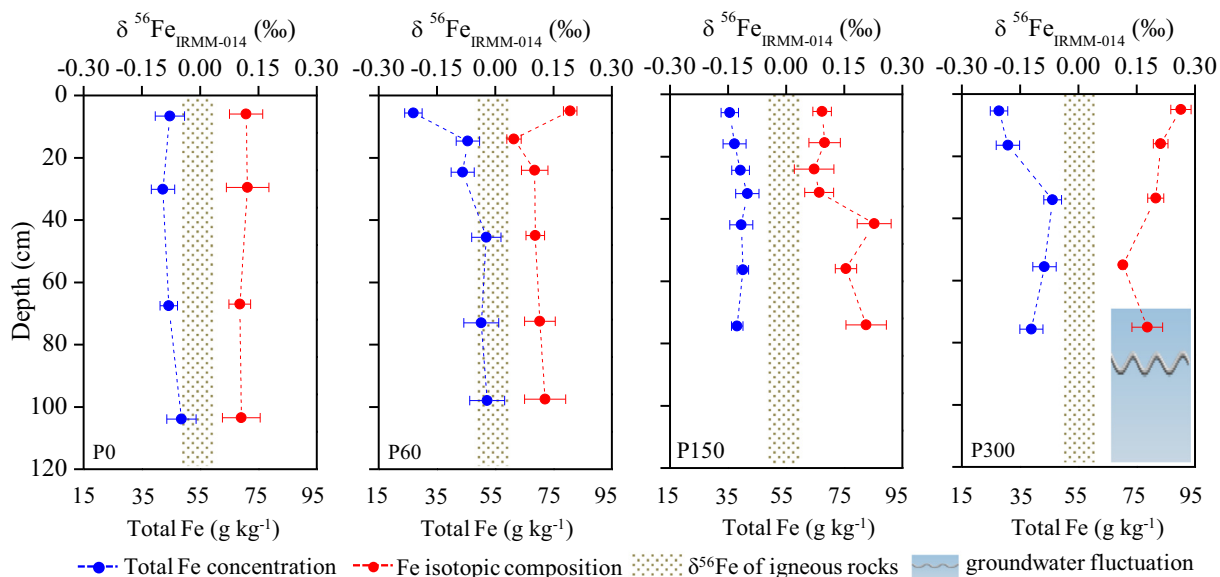 δ ⁵⁶Fe_IRMM-014 (‰) δ ⁵⁶Fe_IRMM-014 (‰) δ ⁵⁶Fe_IRMM-014 (‰) δ ⁵⁶Fe_IRMM-014 (‰)
-0.30 -0.15 0.00 0.15 0.30 -0.30 -0.15 0.00 0.15 0.30 -0.30 -0.15 0.00 0.15 0.30 -0.30 -0.15 0.00 0.15 0.30
0
20
40
60
80
100
120
Depth (cm)
P0 P60 P150 P300
15 35 55 75 95 15 35 55 75 95 15 35 55 75 95 15 35 55 75 95
Total Fe (g kg⁻¹) Total Fe (g kg⁻¹) Total Fe (g kg⁻¹) Total Fe (g kg⁻¹)
Total Fe concentration Fe isotopic composition δ⁵⁶Fe of igneous rocks groundwater fluctuation